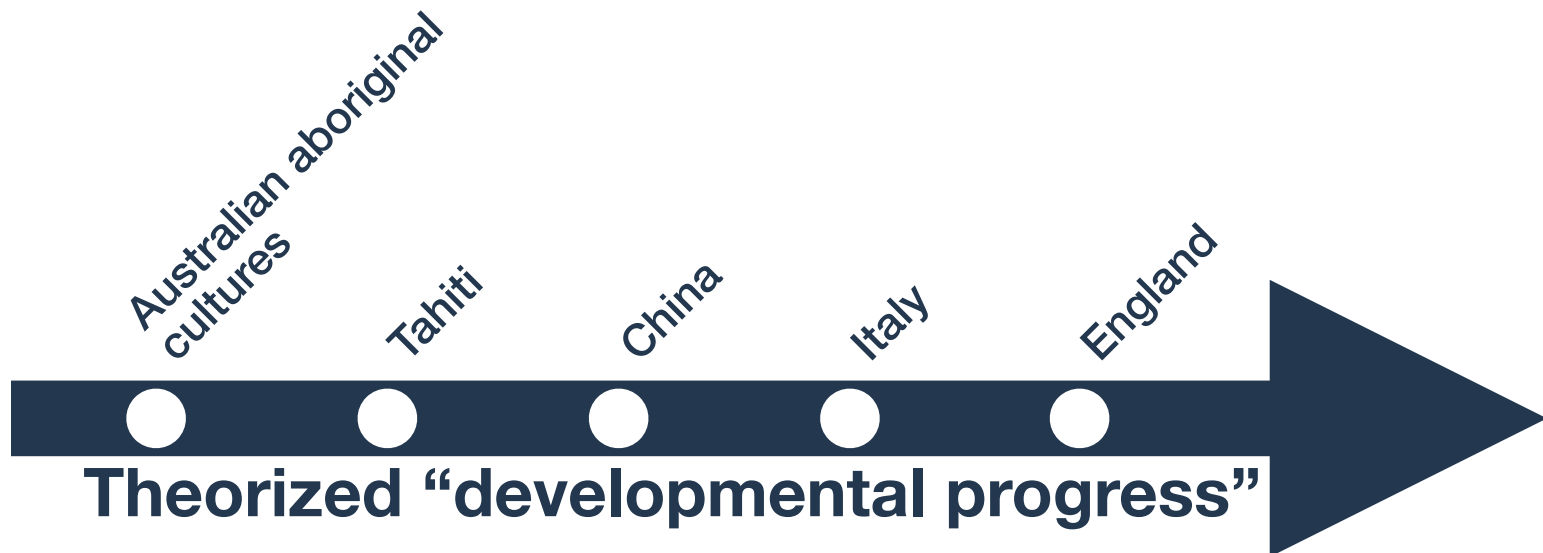 Australian aboriginal
cultures
Tahiti
China
Italy
England
Theorized “developmental progress”